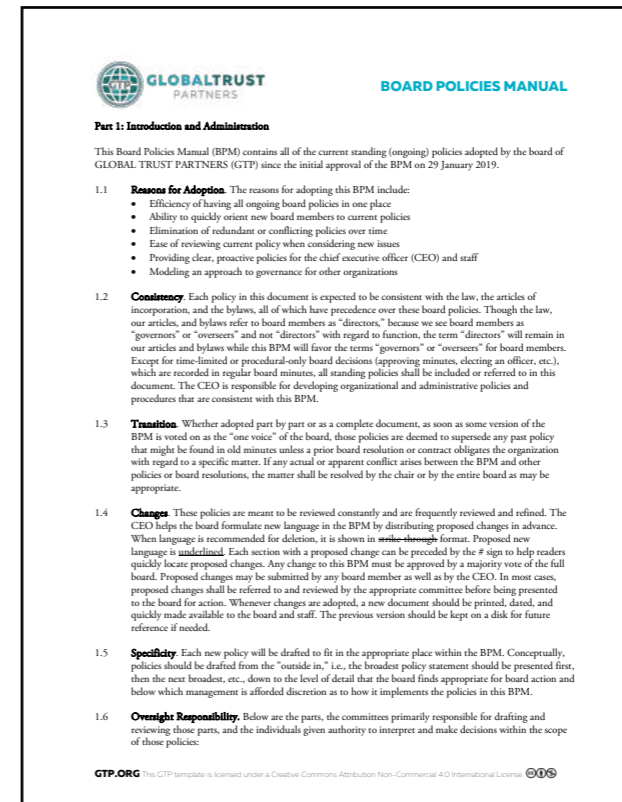 GLOBALTRUST
PARTNERS
BOARD POLICIES MANUAL
Part 1: Introduction and Administration
This Board Policies Manual (BPM) contains all of the current standing (ongoing) policies adopted by the board of
GLOBAL TRUST PARTNERS (GTP) since the initial approval of the BPM on 29 January 2019.
1.1 Reasons for Adoption. The reasons for adopting this BPM include:
• Efficiency of having all ongoing board policies in one place
• Ability to quickly orient new board members to current policies
• Elimination of redundant or conflicting policies over time
• Ease of reviewing current policy when considering new issues
• Providing clear, proactive policies for the chief executive officer (CEO) and staff
• Modeling an approach to governance for other organizations
1.2 Consistency. Each policy in this document is expected to be consistent with the law, the articles of
incorporation, and the bylaws, all of which have precedence over these board policies. Though the law,
our articles, and bylaws refer to board members as “directors,” because we see board members as
“governors” or “overseers” and not “directors” with regard to function, the term “directors” will remain in
our articles and bylaws while this BPM will favor the terms “governors” or “overseers” for board members.
Except for time-limited or procedural-only board decisions (approving minutes, electing an officer, etc.),
which are recorded in regular board minutes, all standing policies shall be included or referred to in this
document. The CEO is responsible for developing organizational and administrative policies and
procedures that are consistent with this BPM.
1.3 Transition. Whether adopted part by part or as a complete document, as soon as some version of the
BPM is voted on as the “one voice” of the board, those policies are deemed to supersede any past policy
that might be found in old minutes unless a prior board resolution or contract obligates the organization
with regard to a specific matter. If any actual or apparent conflict arises between the BPM and other
policies or board resolutions, the matter shall be resolved by the chair or by the entire board as may be
appropriate.
1.4 Changes. These policies are meant to be reviewed constantly and are frequently reviewed and refined. The
CEO helps the board formulate new language in the BPM by distributing proposed changes in advance.
When language is recommended for deletion, it is shown in strike-through format. Proposed new
language is underlined. Each section with a proposed change can be preceded by the # sign to help readers
quickly locate proposed changes. Any change to this BPM must be approved by a majority vote of the full
board. Proposed changes may be submitted by any board member as well as by the CEO. In most cases,
proposed changes shall be referred to and reviewed by the appropriate committee before being presented
to the board for action. Whenever changes are adopted, a new document should be printed, dated, and
quickly made available to the board and staff. The previous version should be kept on a disk for future
reference if needed.
1.5 Specificity. Each new policy will be drafted to fit in the appropriate place within the BPM. Conceptually,
policies should be drafted from the "outside in," i.e., the broadest policy statement should be presented first,
then the next broadest, etc., down to the level of detail that the board finds appropriate for board action and
below which management is afforded discretion as to how it implements the policies in this BPM.
1.6 Oversight Responsibility. Below are the parts, the committees primarily responsible for drafting and
reviewing those parts, and the individuals given authority to interpret and make decisions within the scope
of those policies:
GTP.ORG This GTP template is licensed under a Creative Commons Attribution Non-Commercial 4.0 International License